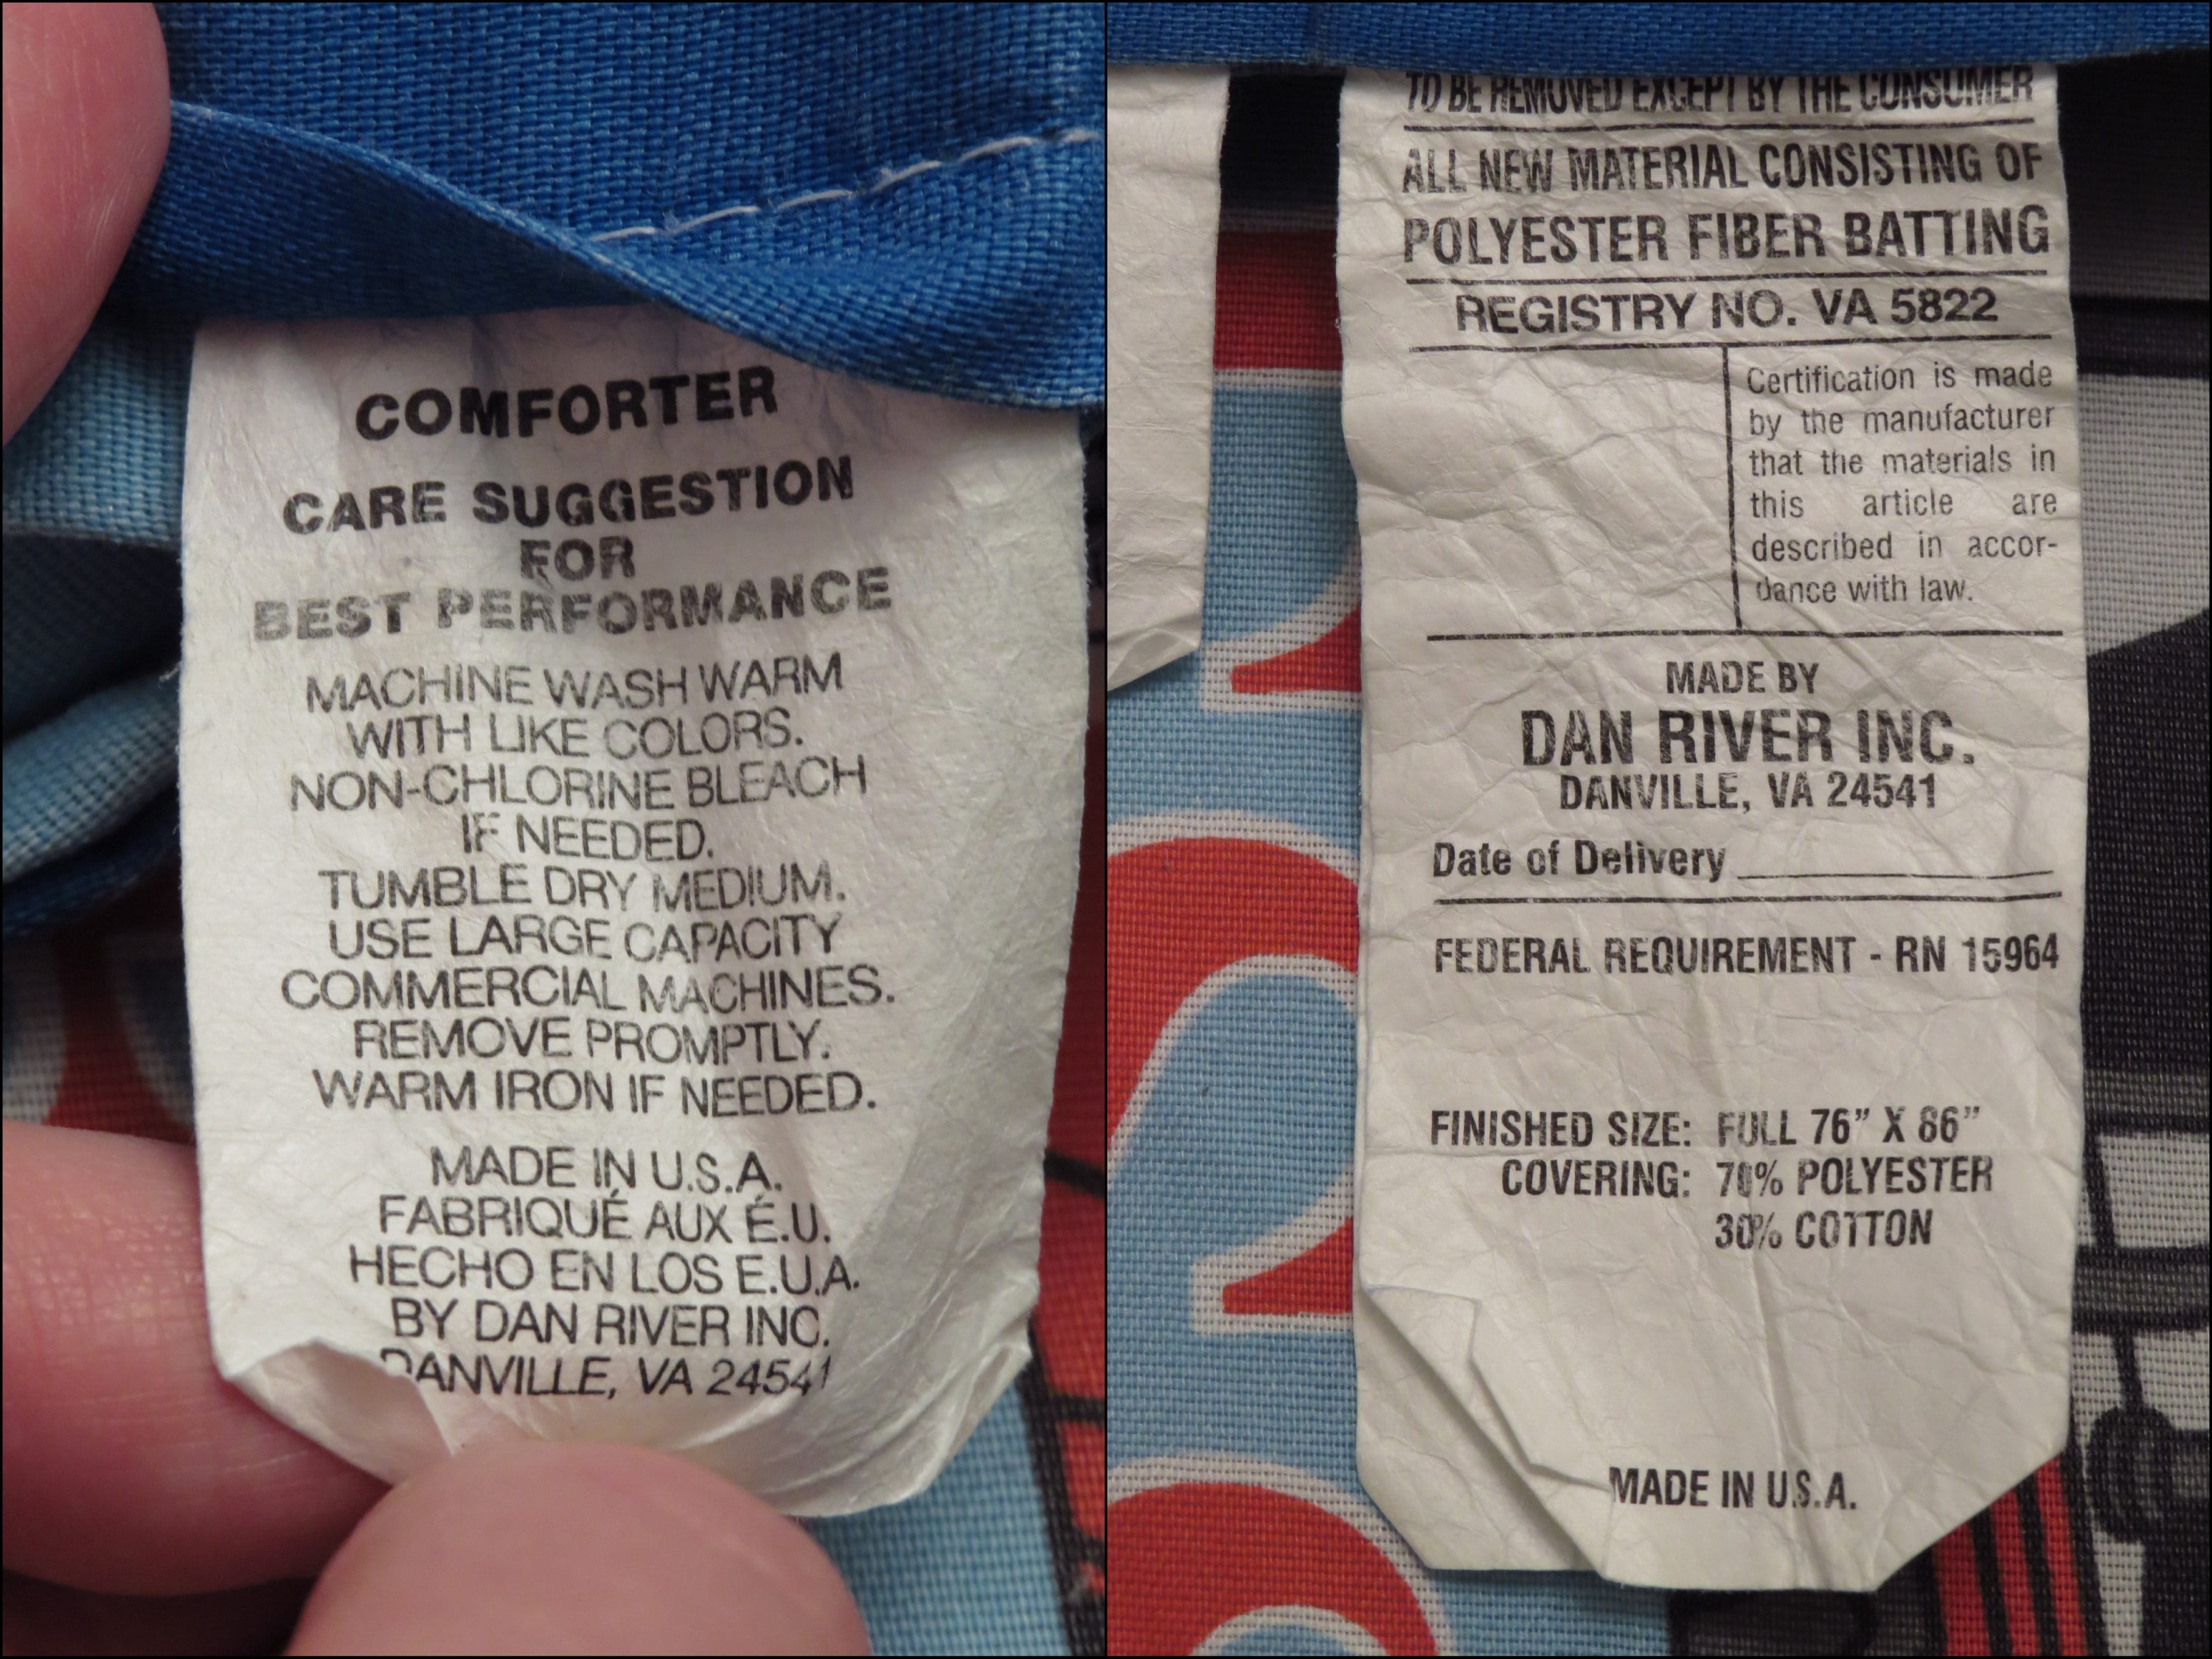 COMFORTER
CARE SUGGESTION
FOR
BEST PERFORMANCE
MACHINE WASH WARM
WITH LIKE COLORS.
NON-CHLORINE BLEACH
IF NEEDED.
TUMBLE DRY MEDIUM.
USE LARGE CAPACITY
COMMERCIAL MACHINES.
REMOVE PROMPTLY.
WARM IRON IF NEEDED.
MADE IN U.S.A.
FABRIQUÉ AUX É.U.
HECHO EN LOS E.U.A.
BY DAN RIVER INC.
DANVILLE, VA 24541
TO BE REMOVED EXCEPT BY THE CONSUMER
ALL NEW MATERIAL CONSISTING OF
POLYESTER FIBER BATTING
REGISTRY NO. VA 5822
Certification is made
by the manufacturer
that the materials in
this article are
described in accor-
dance with law.
MADE BY
DAN RIVER INC.
DANVILLE, VA 24541
Date of Delivery
FEDERAL REQUIREMENT - RN 15964
FINISHED SIZE: FULL 76" X 86"
COVERING: 70% POLYESTER
30% COTTON
MADE IN U.S.A.